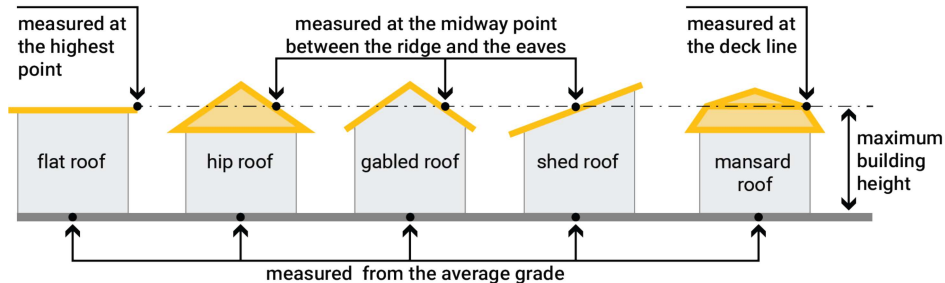 measured at
the highest
point
measured at the midway point
between the ridge and the eaves
measured at
the deck line
flat roof
hip roof
gabled roof
shed roof
mansard
roof
maximum
building
height
measured from the average grade